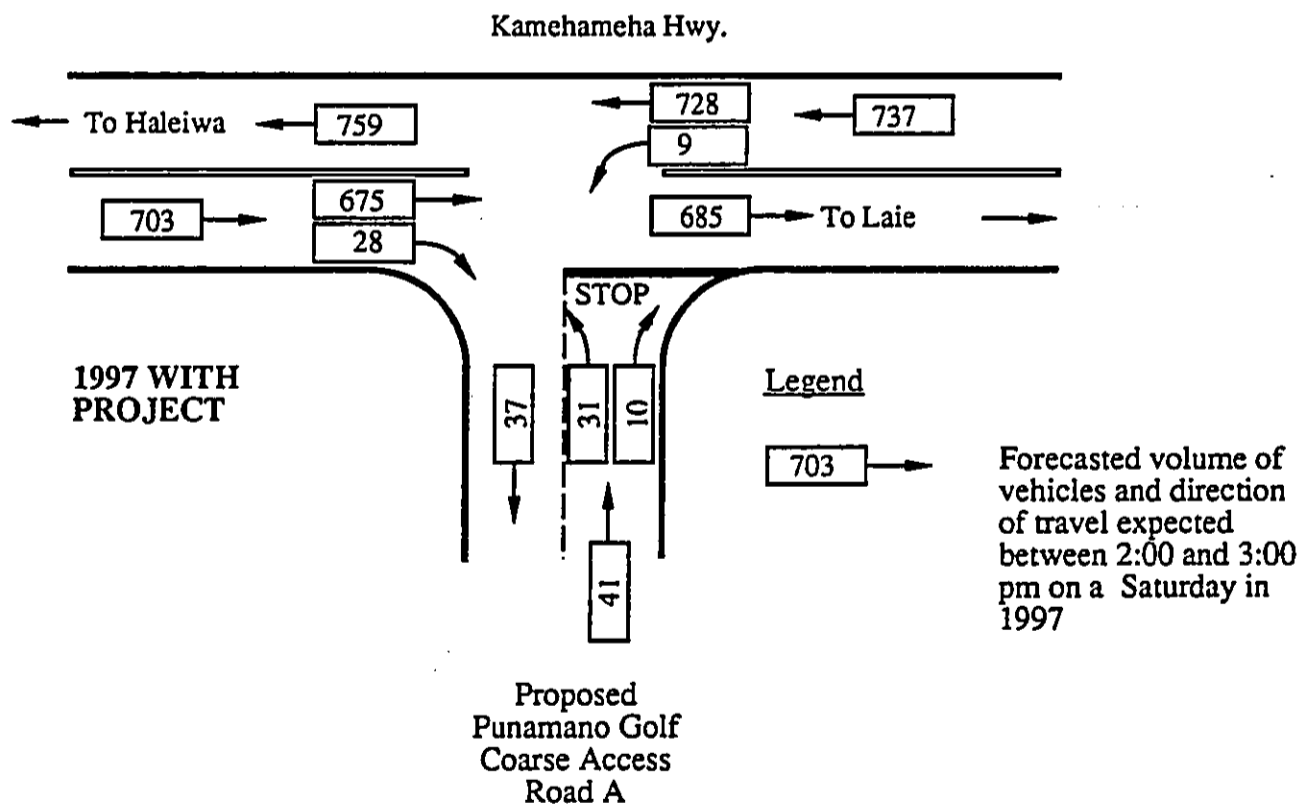 Kamehameha Hwy.
To Haleiwa
759
728
737
9
703
675
28
685
To Laie
STOP
1997 WITH
PROJECT
37
31
10
41
Legend
703
Forecasted volume of
vehicles and direction
of travel expected
between 2:00 and 3:00
pm on a Saturday in
1997
Proposed
Punamano Golf
Coarse Access
Road A